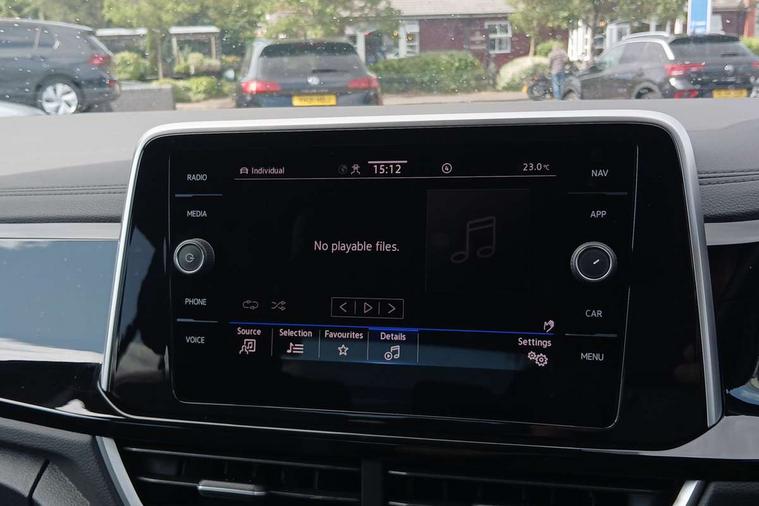 RADIO
MEDIA
PHONE
VOICE
Individual
15:12
4
23.0°C
No playable files.
Source
Selection
Favourites
Details
Settings
NAV
APP
CAR
MENU